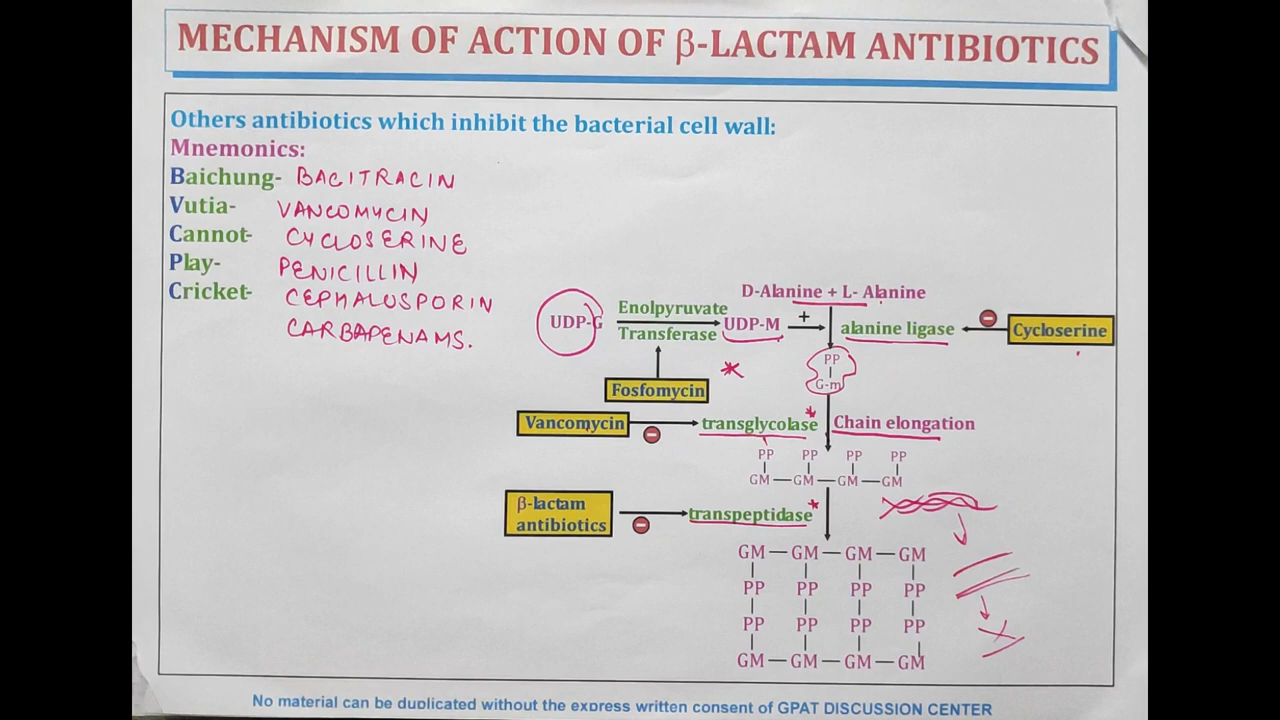 MECHANISM OF ACTION OF β-LACTAM ANTIBIOTICS
Others antibiotics which inhibit the bacterial cell wall:
Mnemonics:
Baichung- BACITRACIN
Vutia- VANCOMYCIN
Cannot- CYCLOSERINE
Play- PENICILLIN
Cricket- CEPHALOSPORIN
CARBAPENAMS.
D-Alanine + L- Alanine
UDP-G
Enolpyruvate
Transferase
UDP-M
+
alanine ligase
Cycloserine
PP
G-m
Fosfomycin
Vancomycin
transglycolase
Chain elongation
PP PP PP PP
GM — GM — GM — GM
β-lactam
antibiotics
transpeptidase
GM — GM — GM — GM
PP PP PP PP
PP PP PP PP
GM — GM — GM — GM
No material can be duplicated without the express written consent of GPAT DISCUSSION CENTER